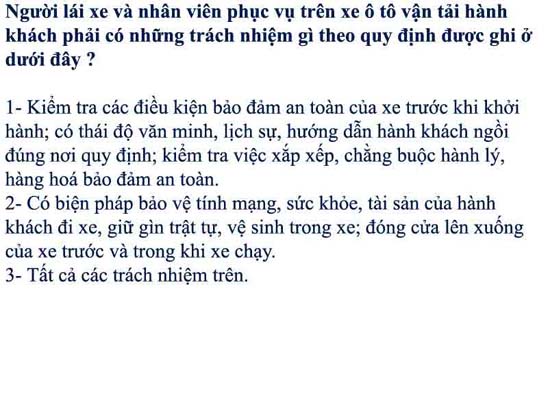 Người lái xe và nhân viên phục vụ trên xe ô tô vận tải hành
khách phải có những trách nhiệm gì theo quy định được ghi ở
dưới đây ?
1- Kiểm tra các điều kiện bảo đảm an toàn của xe trước khi khởi
hành; có thái độ văn minh, lịch sự, hướng dẫn hành khách ngồi
đúng nơi quy định; kiểm tra việc xắp xếp, chằng buộc hành lý,
hàng hoá bảo đảm an toàn.
2- Có biện pháp bảo vệ tính mạng, sức khỏe, tài sản của hành
khách đi xe, giữ gìn trật tự, vệ sinh trong xe; đóng cửa lên xuống
của xe trước và trong khi xe chạy.
3- Tất cả các trách nhiệm trên.